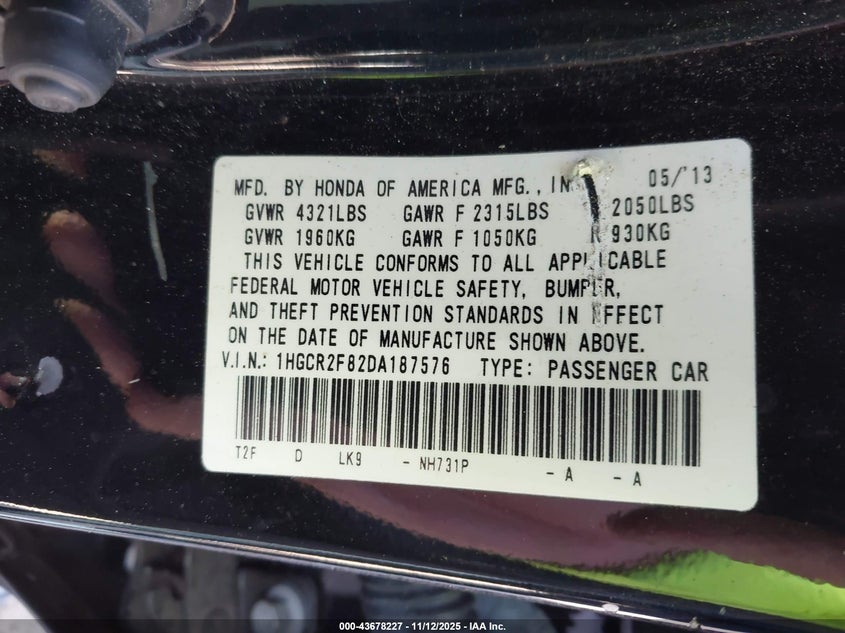 MFD. BY HONDA OF AMERICA MFG., IN 05/'13
GVWR 4321LBS GAWR F 2315LBS 2050LBS
GVWR 1960KG GAWR F 1050KG R 930KG
THIS VEHICLE CONFORMS TO ALL APPLICABLE
FEDERAL MOTOR VEHICLE SAFETY, BUMPER,
AND THEFT PREVENTION STANDARDS IN EFFECT
ON THE DATE OF MANUFACTURE SHOWN ABOVE.
V.I.N.: 1HGCR2F82DA187576 TYPE: PASSENGER CAR
T2F D LK9 - NH731P - A - A
000-43678227 - 11/12/2025 - IAA Inc.